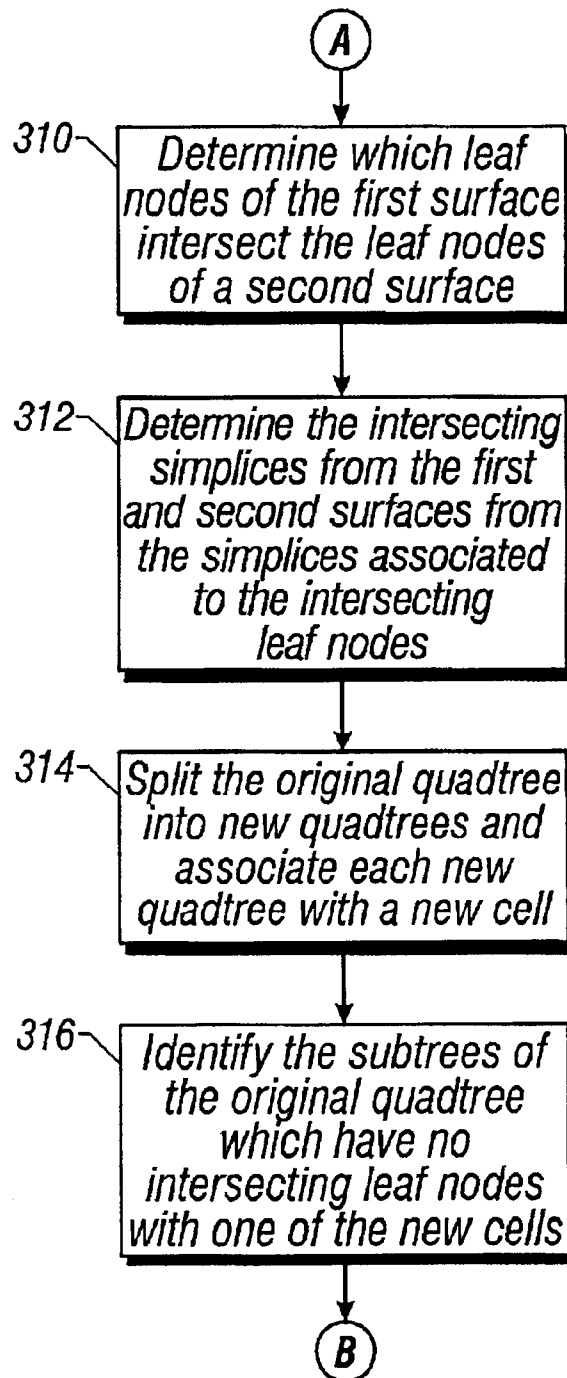 A
310
Determine which leaf
nodes of the first surface
intersect the leaf nodes
of a second surface
312
Determine the intersecting
simplices from the first
and second surfaces from
the simplices associated
to the intersecting
leaf nodes
314
Split the original quadtree
into new quadtrees and
associate each new
quadtree with a new cell
316
Identify the subtrees of
the original quadtree
which have no
intersecting leaf nodes
with one of the new cells
B